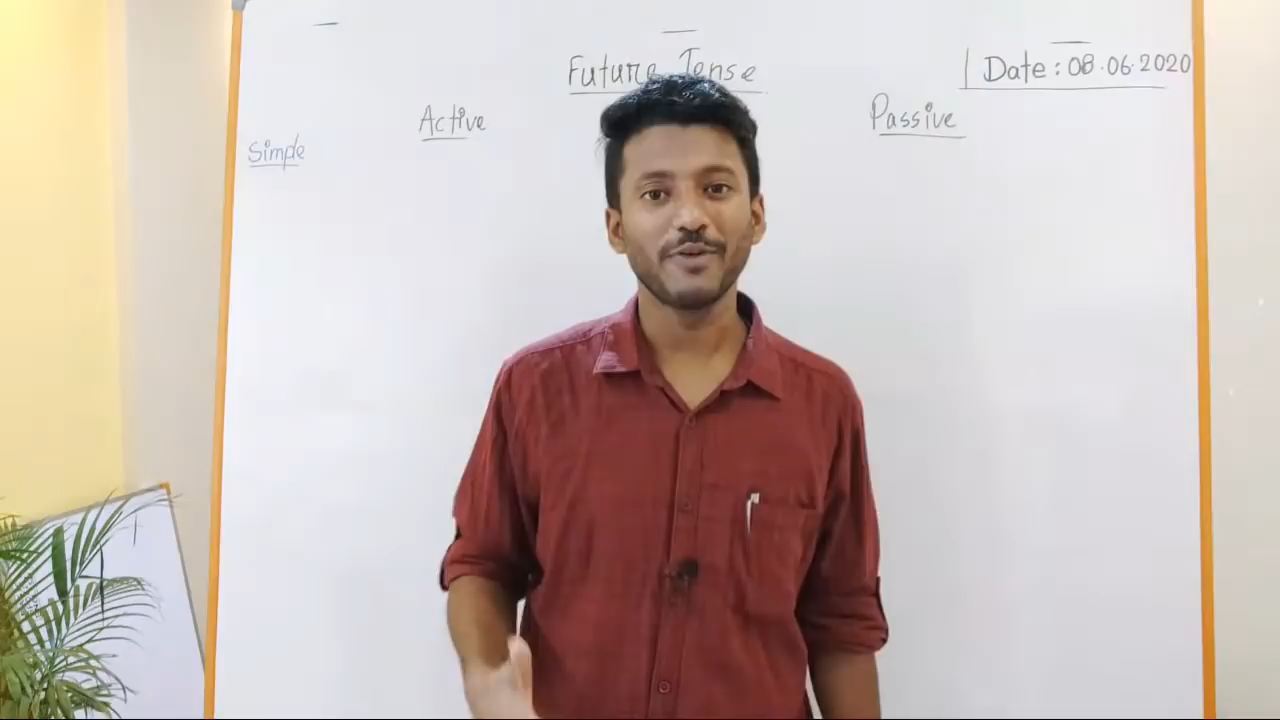 Future Tense
| Date : 08.06.2020
Active
Passive
Simple